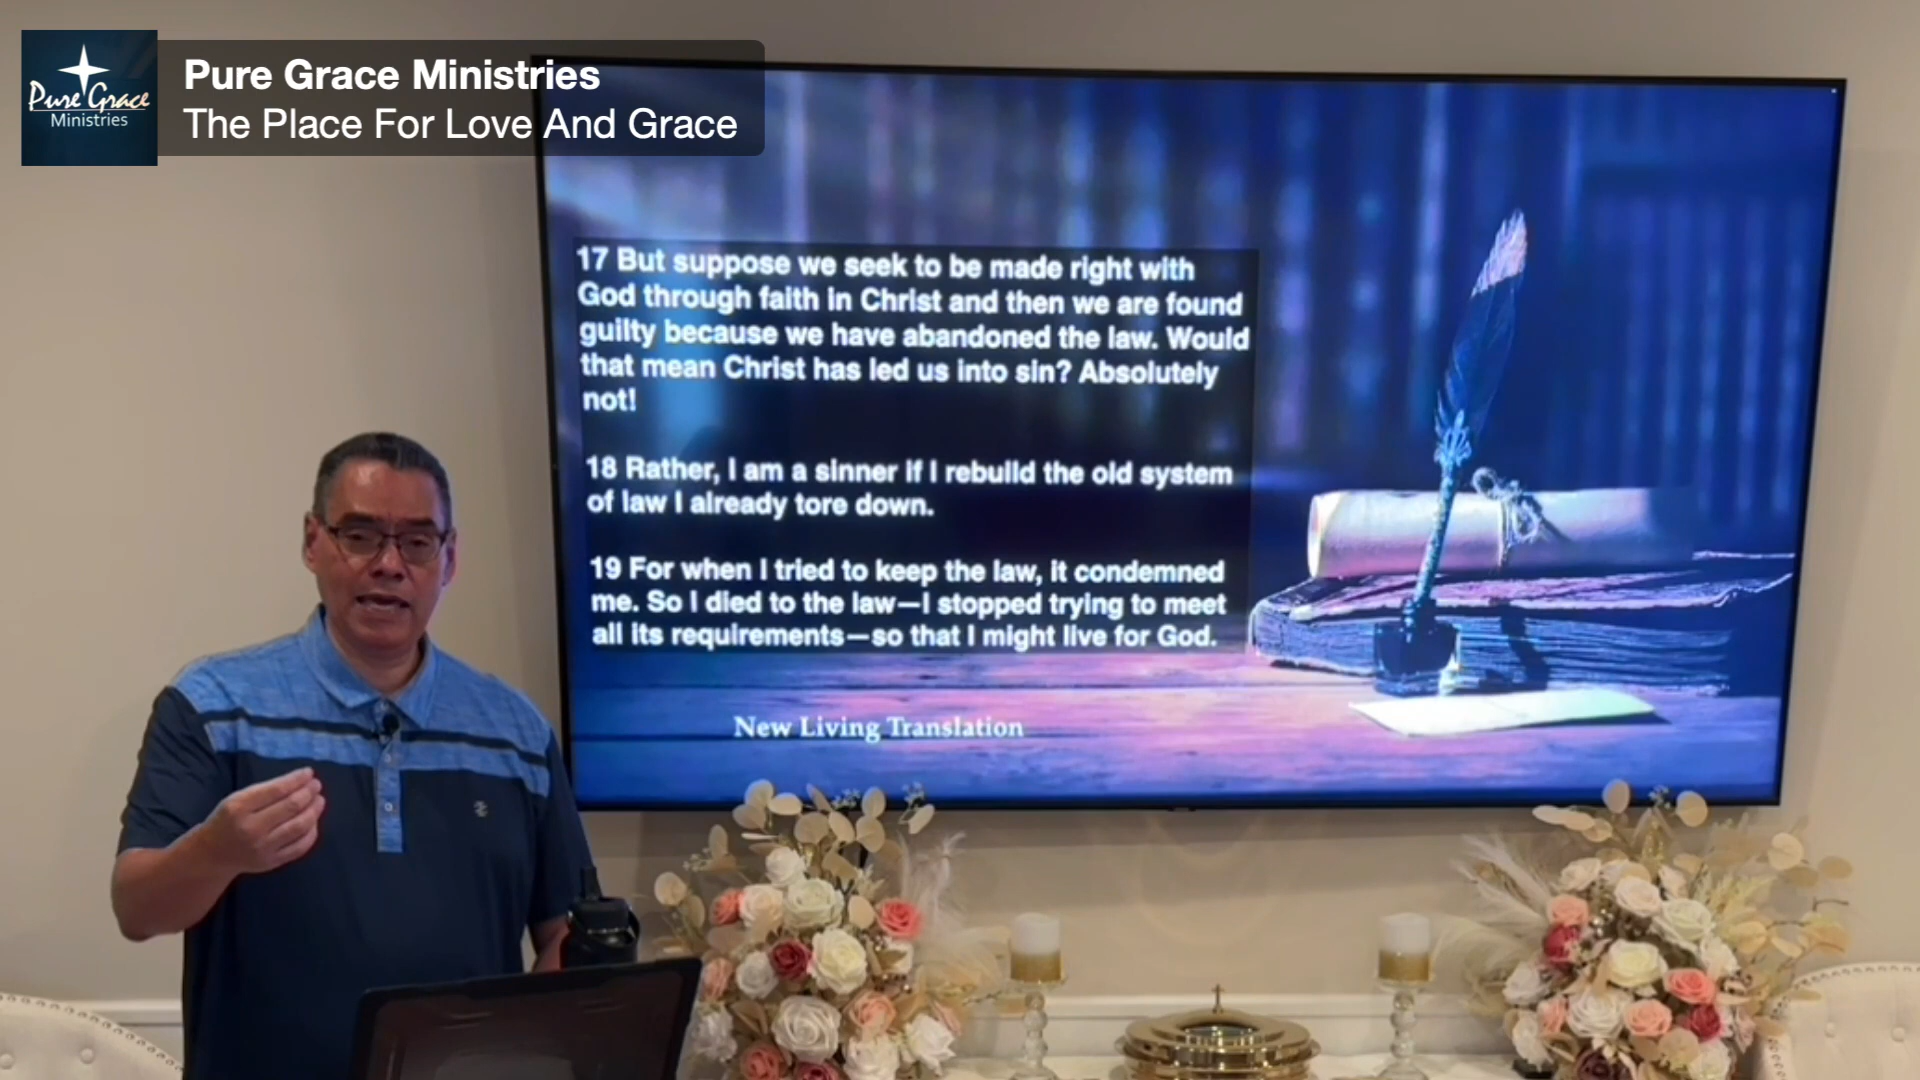 Pure Grace
Ministries
Pure Grace Ministries
The Place For Love And Grace
17 But suppose we seek to be made right with
God through faith in Christ and then we are found
guilty because we have abandoned the law. Would
that mean Christ has led us into sin? Absolutely
not!
18 Rather, I am a sinner if I rebuild the old system
of law I already tore down.
19 For when I tried to keep the law, it condemned
me. So I died to the law—I stopped trying to meet
all its requirements—so that I might live for God.
New Living Translation